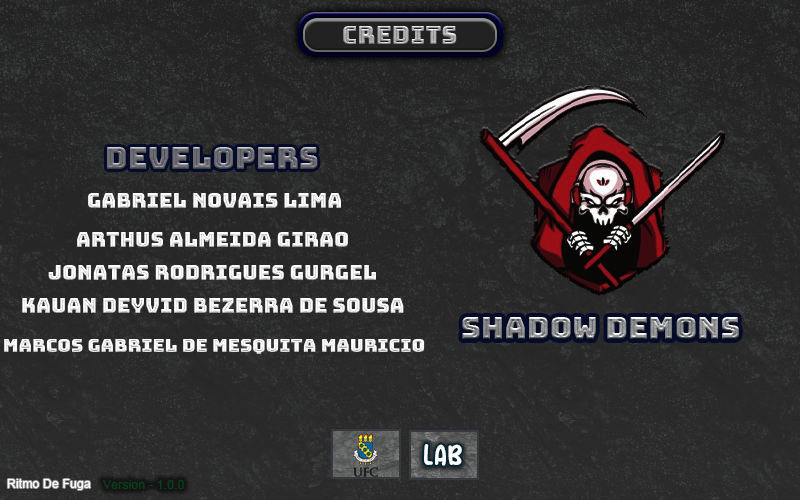 CREDITS
DEVELOPERS
GABRIEL NOVAIS LIMA
ARTHUS ALMEIDA GIRAO
JONATAS RODRIGUES GURGEL
KAUAN DEYVID BEZERRA DE SOUSA
MARCOS GABRIEL DE MESQUITA MAURICIO
SHADOW DEMONS
UFC
LAB
Ritmo De Fuga Version - 1.0.0